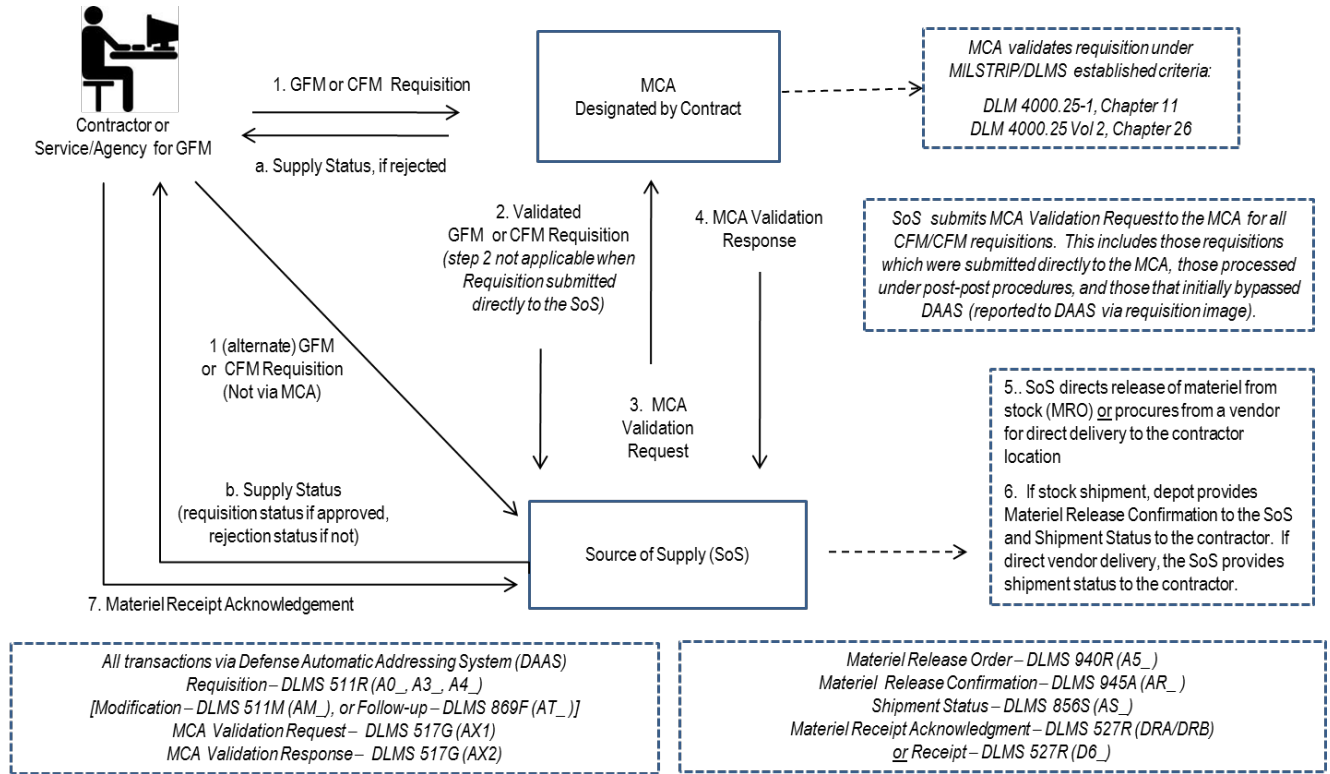 Contractor or
Service/Agency for GFM
1. GFM or CFM Requisition
a. Supply Status, if rejected
MCA
Designated by Contract
MCA validates requisition under
MILSTRIP/DLMS established criteria:
DLM 4000.25-1, Chapter 11
DLM 4000.25 Vol 2, Chapter 26
2. Validated
GFM or CFM Requisition
(step 2 not applicable when
Requisition submitted
directly to the SoS)
4. MCA Validation
Response
SoS submits MCA Validation Request to the MCA for all
CFM/CFM requisitions. This includes those requisitions
which were submitted directly to the MCA, those processed
under post-post procedures, and those that initially bypassed
DAAS (reported to DAAS via requisition image).
1 (alternate) GFM
or CFM Requisition
(Not via MCA)
3. MCA
Validation
Request
5.. SoS directs release of materiel from
stock (MRO) or procures from a vendor
for direct delivery to the contractor
location
6. If stock shipment, depot provides
Materiel Release Confirmation to the SoS
and Shipment Status to the contractor. If
direct vendor delivery, the SoS provides
shipment status to the contractor.
b. Supply Status
(requisition status if approved,
rejection status if not)
Source of Supply (SoS)
7. Materiel Receipt Acknowledgement
All transactions via Defense Automatic Addressing System (DAAS)
Requisition – DLMS 511R (A0_, A3_, A4_)
[Modification – DLMS 511M (AM_), or Follow-up – DLMS 869F (AT_)]
MCA Validation Request – DLMS 517G (AX1)
MCA Validation Response – DLMS 517G (AX2)
Materiel Release Order – DLMS 940R (A5_)
Materiel Release Confirmation – DLMS 945A (AR_)
Shipment Status – DLMS 856S (AS_)
Materiel Receipt Acknowledgment – DLMS 527R (DRA/DRB)
or Receipt – DLMS 527R (D6_)